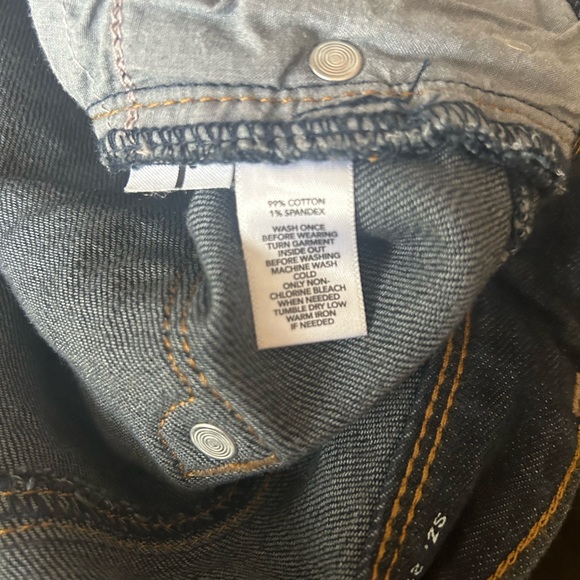 99% COTTON
1% SPANDEX
WASH ONCE
BEFORE WEARING
TURN GARMENT
INSIDE OUT
BEFORE WASHING
MACHINE WASH
COLD
ONLY NON-
CHLORINE BLEACH
WHEN NEEDED
TUMBLE DRY LOW
WARM IRON
IF NEEDED